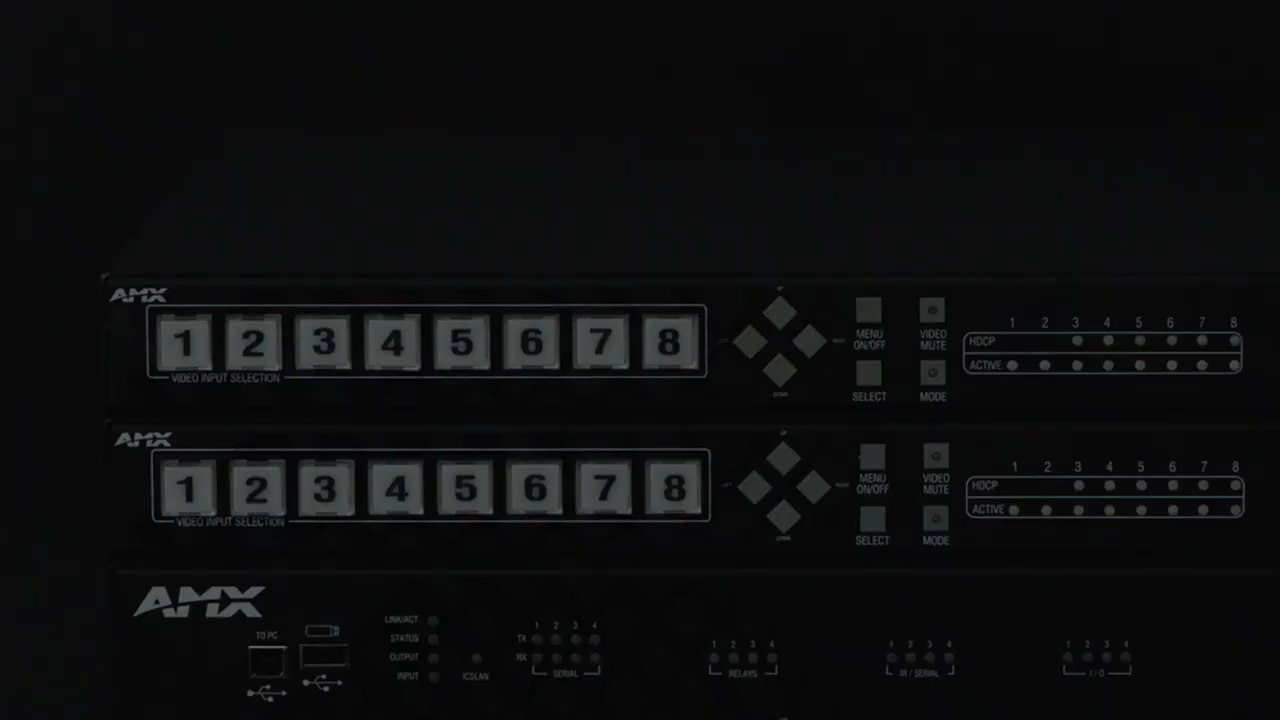 AMX
1 2 3 4 5 6 7 8
VIDEO INPUT SELECTION
MENU ON/OFF
VIDEO MUTE
SELECT
MODE
1 2 3 4 5 6 7 8
HDCP
ACTIVE
AMX
1 2 3 4 5 6 7 8
VIDEO INPUT SELECTION
MENU ON/OFF
VIDEO MUTE
SELECT
MODE
1 2 3 4 5 6 7 8
HDCP
ACTIVE
AMX
TO PC
LINK/ACT
STATUS
OUTPUT
INPUT
ICSLAN
1 2 3 4
TX
RX
SERIAL
1 2 3 4
RELAYS
1 2 3 4
IR / SERIAL
1 2 3 4
I / O